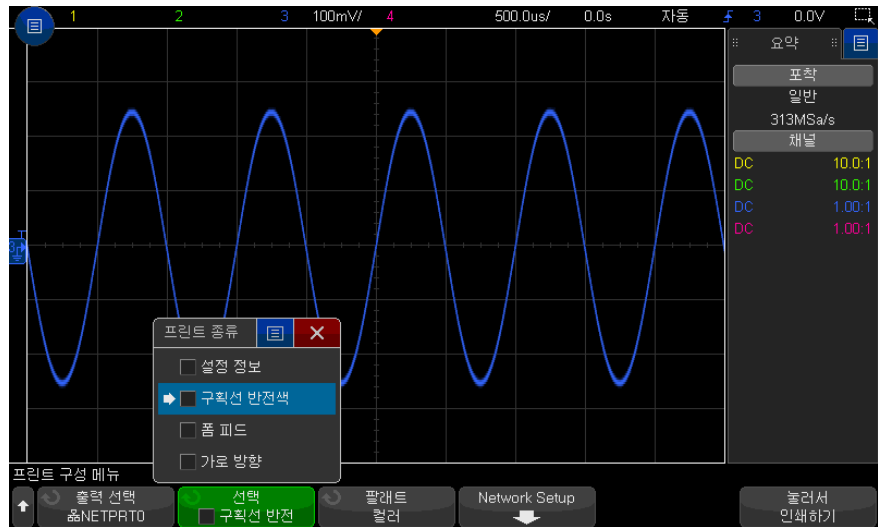 1 2 3 100mV/ 4 500.0us/ 0.0s 자동 3 0.0V
요약
포착
일반
313MSa/s
채널
DC 10.0:1
DC 10.0:1
DC 1.00:1
DC 1.00:1
3
프린트 종류
설정 정보
구획선 반전색
폼 피드
가로 방향
프린트 구성 메뉴
출력 선택
NETPRT0
선택
구획선 반전
팔래트
컬러
Network Setup
눌러서
인쇄하기